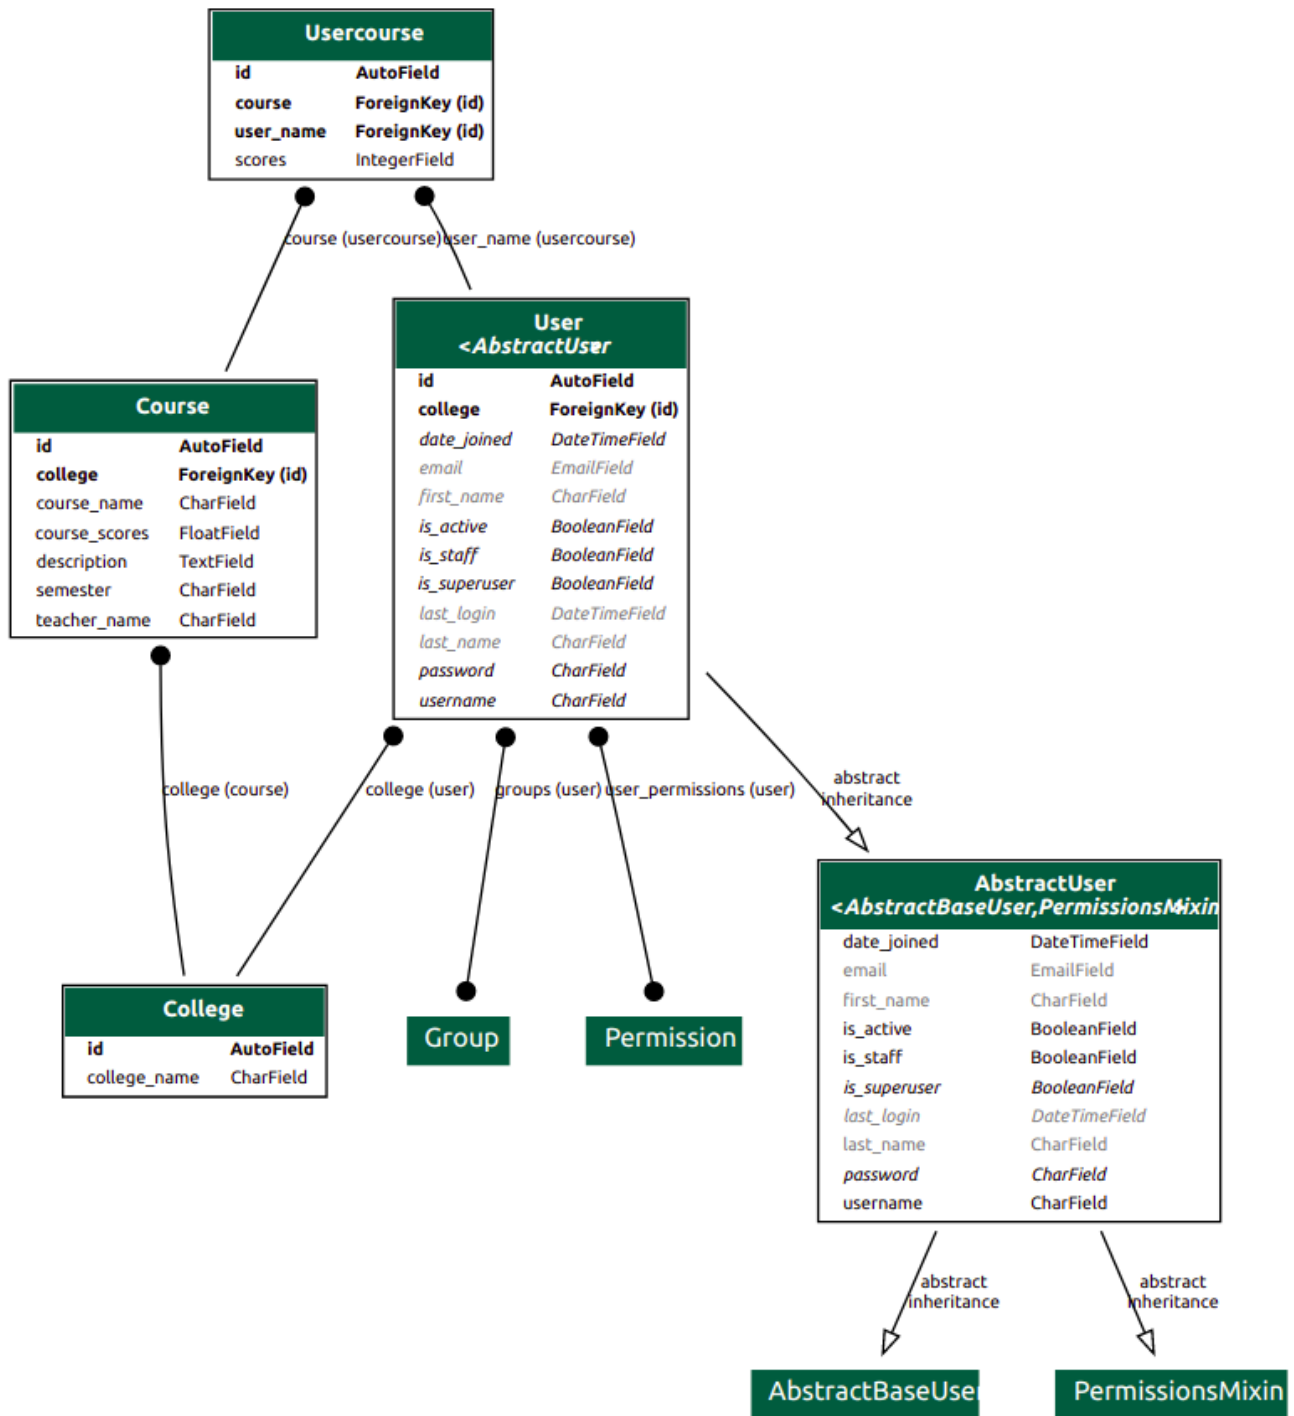 Usercourse
id AutoField
course ForeignKey (id)
user_name ForeignKey (id)
scores IntegerField
course (usercourse)
user_name (usercourse)
User
<AbstractUser
id AutoField
college ForeignKey (id)
date_joined DateTimeField
email EmailField
first_name CharField
is_active BooleanField
is_staff BooleanField
is_superuser BooleanField
last_login DateTimeField
last_name CharField
password CharField
username CharField
Course
id AutoField
college ForeignKey (id)
course_name CharField
course_scores FloatField
description TextField
semester CharField
teacher_name CharField
college (course)
college (user)
groups (user)
user_permissions (user)
abstract
inheritance
College
id AutoField
college_name CharField
Group
Permission
AbstractUser
<AbstractBaseUser,PermissionsMixin
date_joined DateTimeField
email EmailField
first_name CharField
is_active BooleanField
is_staff BooleanField
is_superuser BooleanField
last_login DateTimeField
last_name CharField
password CharField
username CharField
abstract
inheritance
abstract
inheritance
AbstractBaseUser
PermissionsMixin